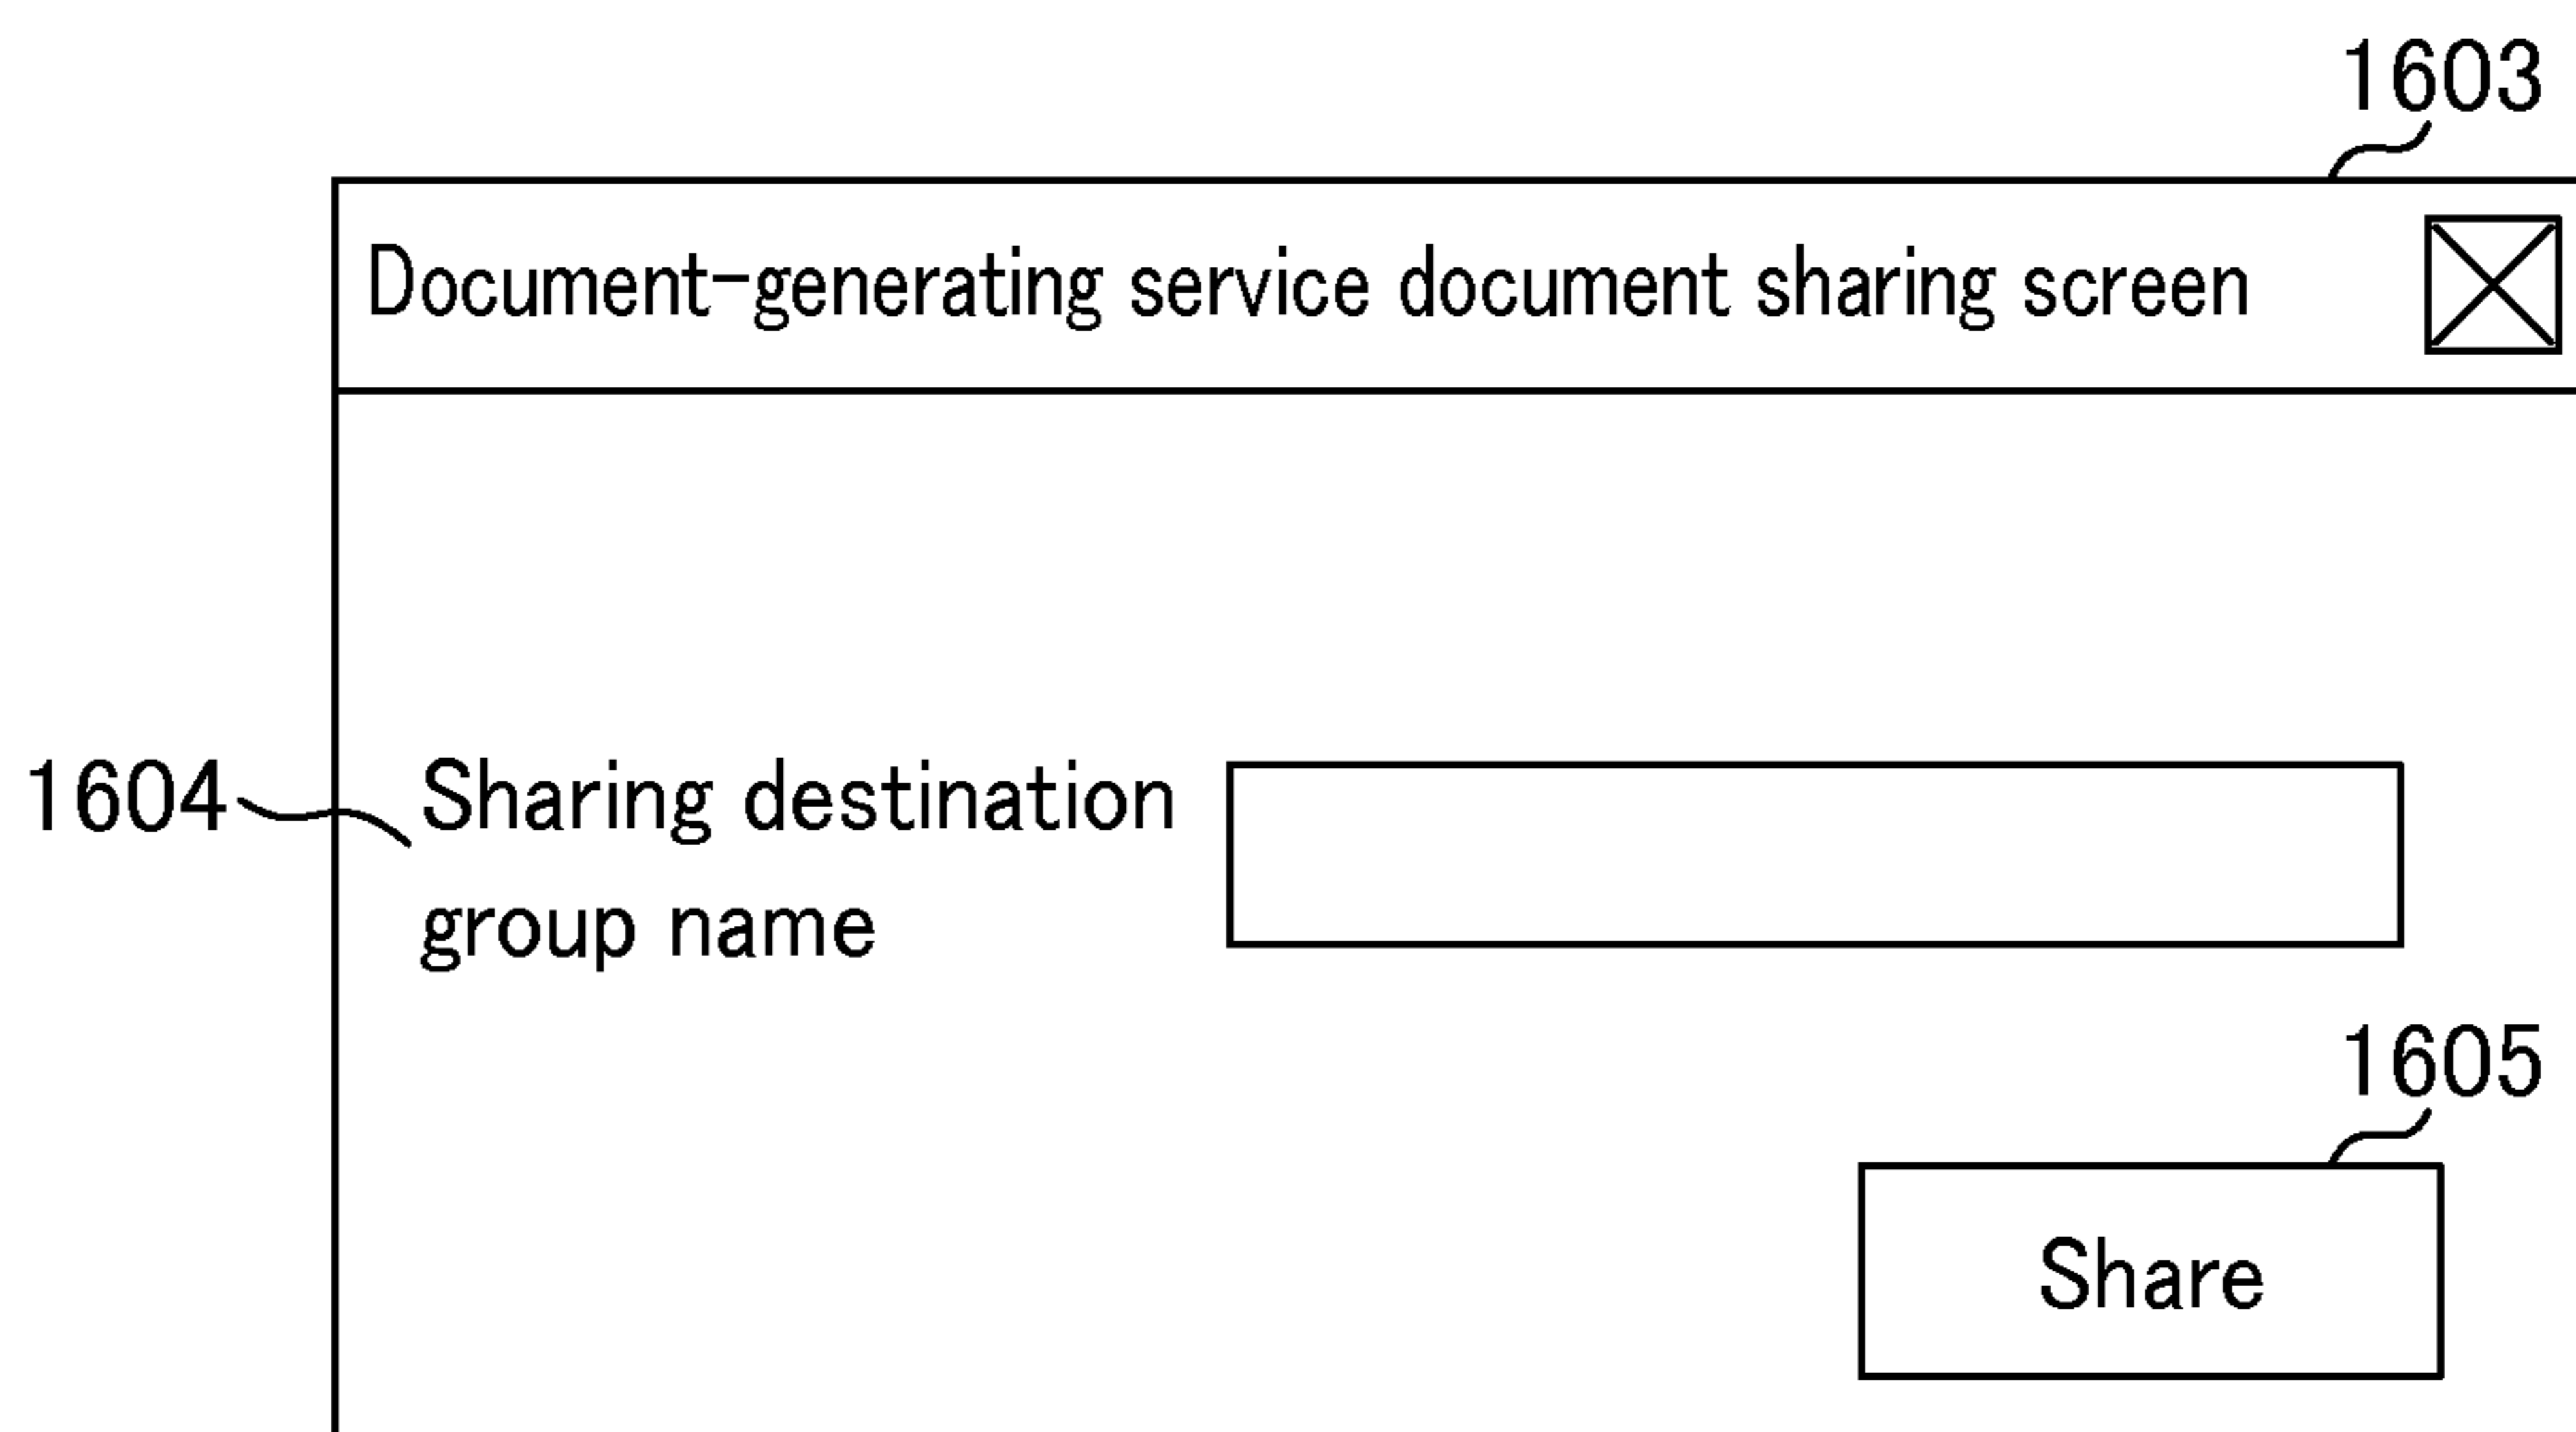 1603
Document-generating service document sharing screen
1604
Sharing destination
group name
1605
Share